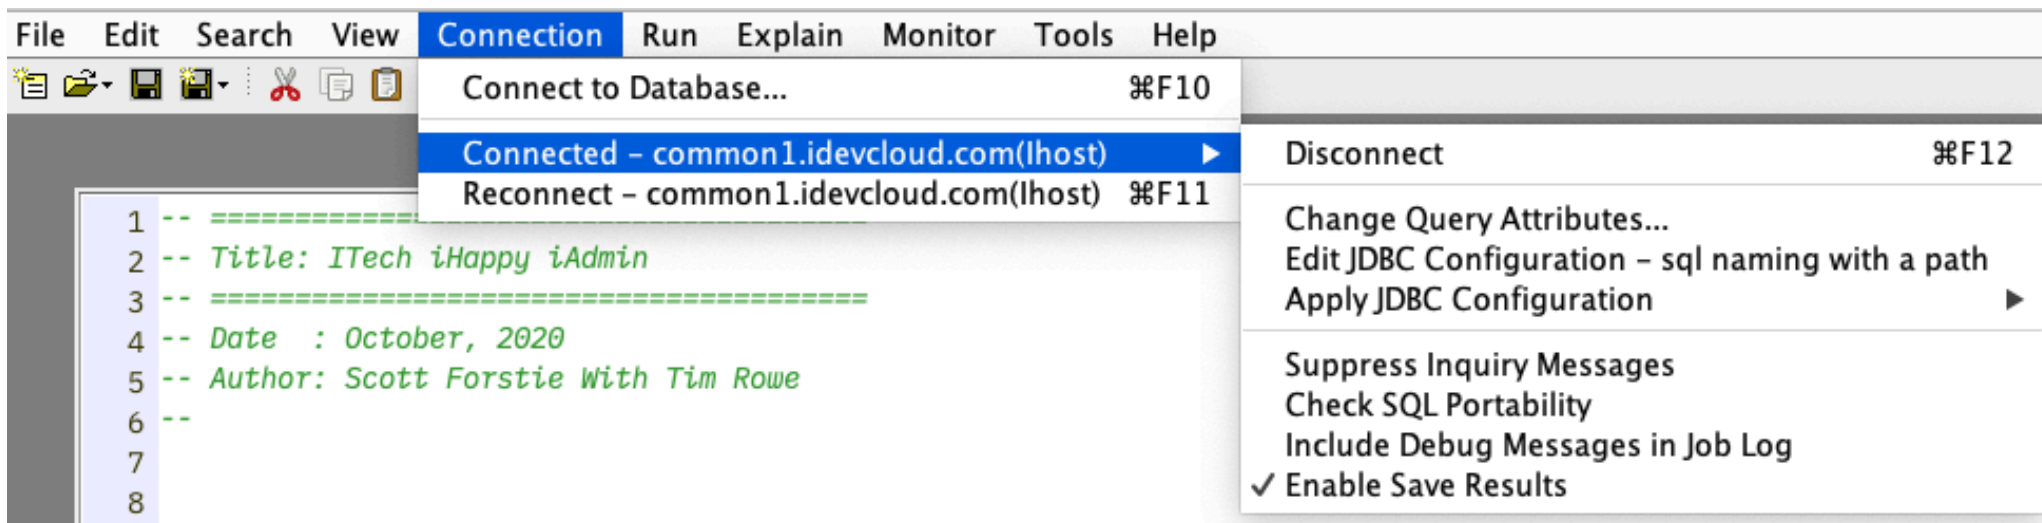 File Edit Search View Connection Run Explain Monitor Tools Help
Connect to Database... ⌘F10
Connected – common1.idevcloud.com(Ihost) ▶
Reconnect – common1.idevcloud.com(Ihost) ⌘F11
Disconnect ⌘F12
Change Query Attributes...
Edit JDBC Configuration – sql naming with a path
Apply JDBC Configuration ▶
Suppress Inquiry Messages
Check SQL Portability
Include Debug Messages in Job Log
✓ Enable Save Results
1 -- =======================================
2 -- Title: ITech iHappy iAdmin
3 -- =======================================
4 -- Date  : October, 2020
5 -- Author: Scott Forstie With Tim Rowe
6 --
7
8